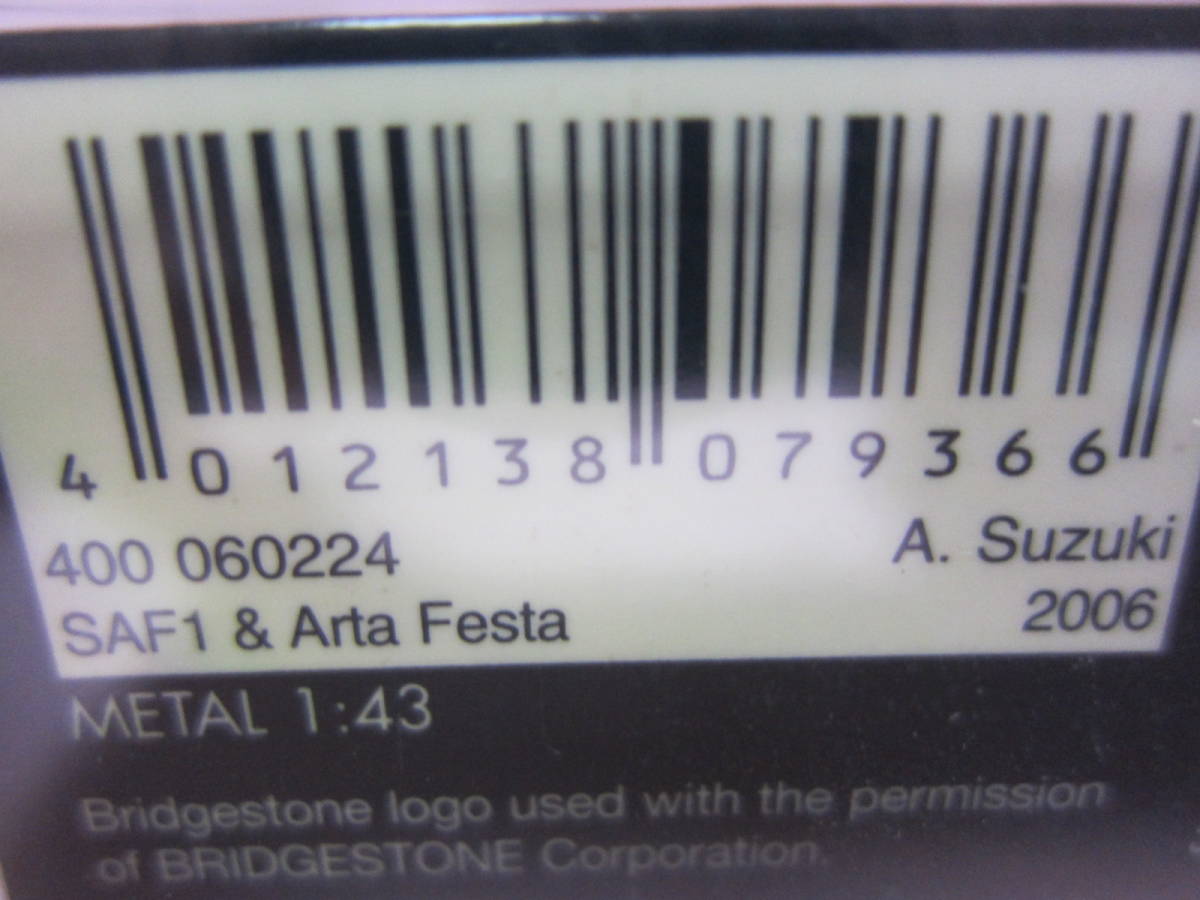 4 012138 079366
400 060224 A. Suzuki
SAF1 & Arta Festa 2006
METAL 1:43
Bridgestone logo used with the permission
of BRIDGESTONE Corporation.